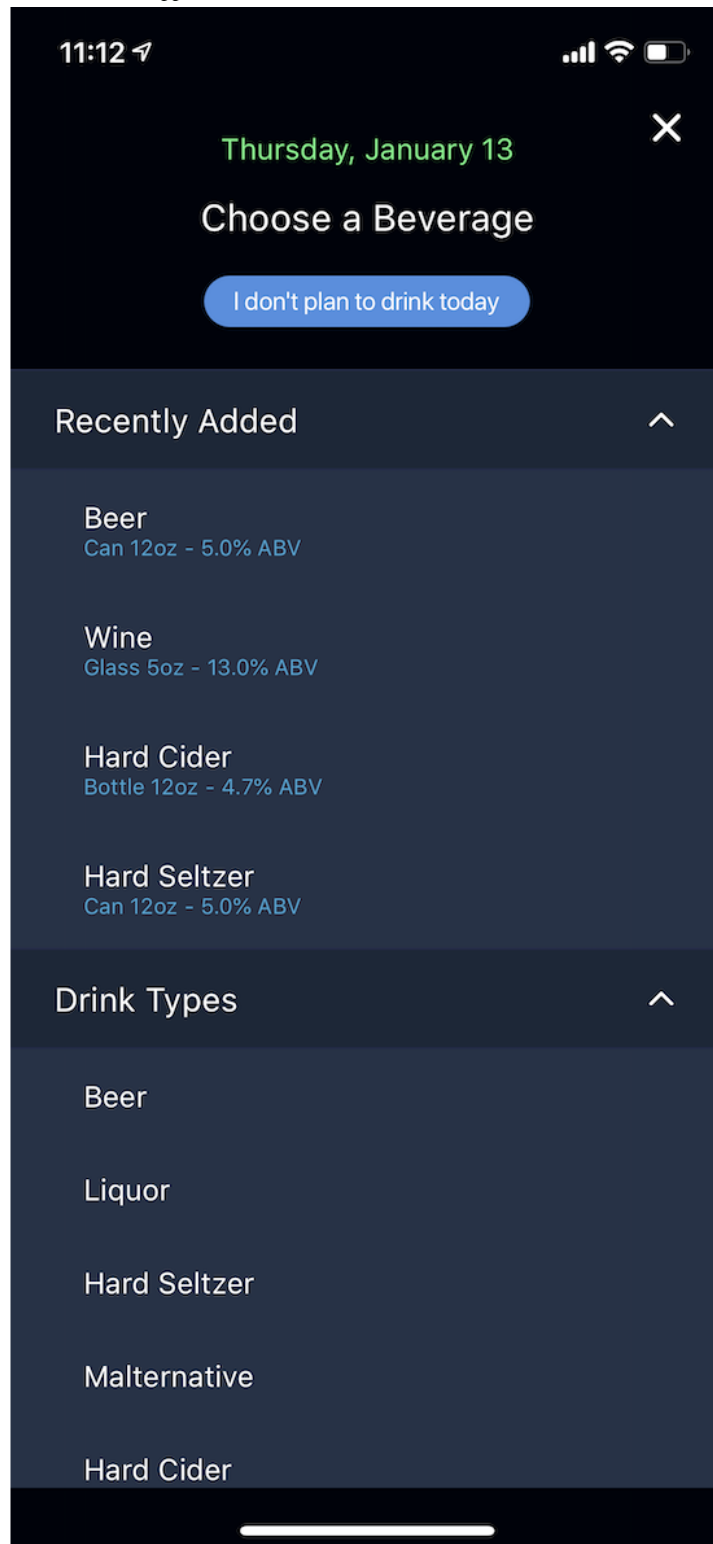 11:12
Thursday, January 13
Choose a Beverage
I don't plan to drink today
Recently Added
Beer
Can 12oz - 5.0% ABV
Wine
Glass 5oz - 13.0% ABV
Hard Cider
Bottle 12oz - 4.7% ABV
Hard Seltzer
Can 12oz - 5.0% ABV
Drink Types
Beer
Liquor
Hard Seltzer
Malternative
Hard Cider